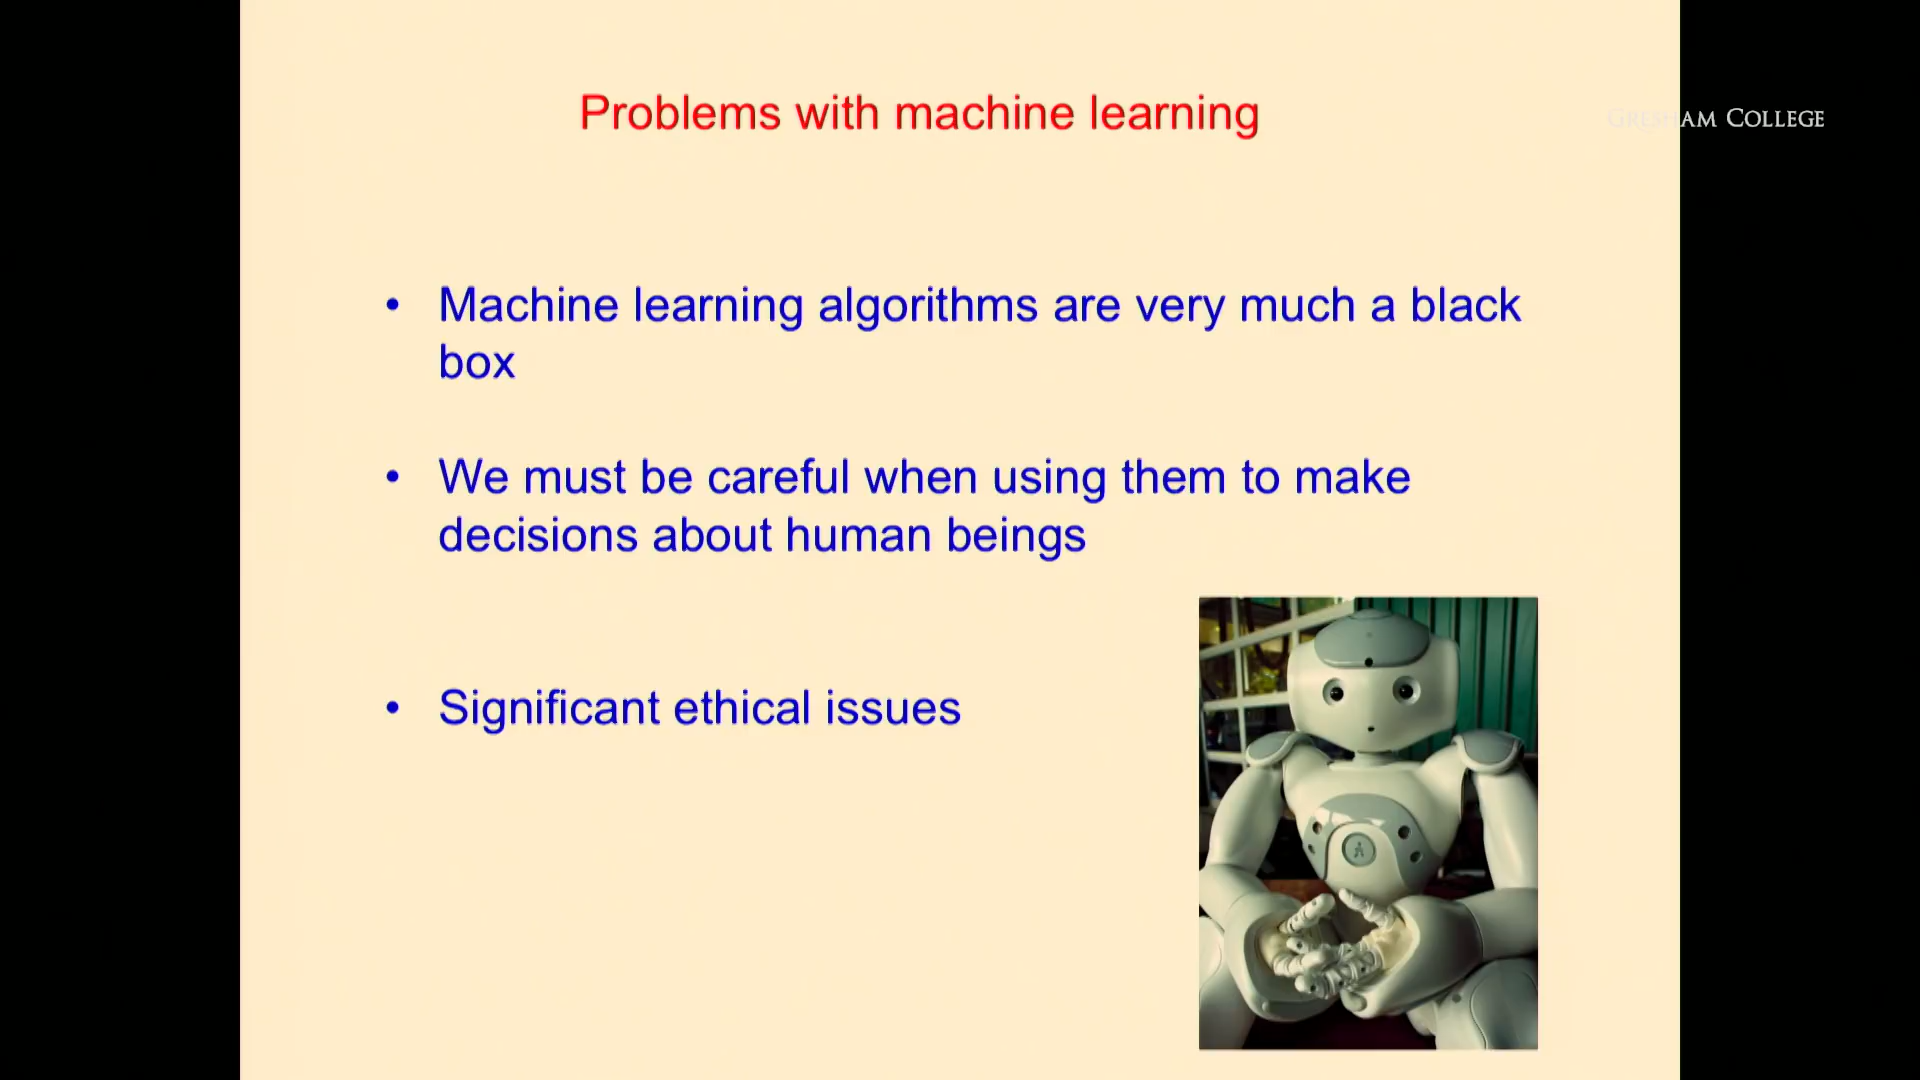 Problems with machine learning
GRESHAM COLLEGE
• Machine learning algorithms are very much a black
box
• We must be careful when using them to make
decisions about human beings
• Significant ethical issues